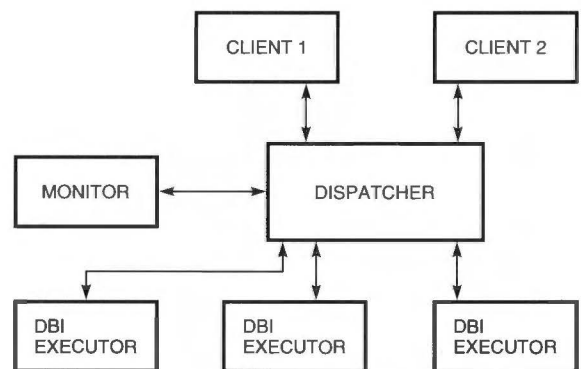 CLIENT 1
CLIENT 2
MONITOR
DISPATCHER
DBI
EXECUTOR
DBI
EXECUTOR
DBI
EXECUTOR